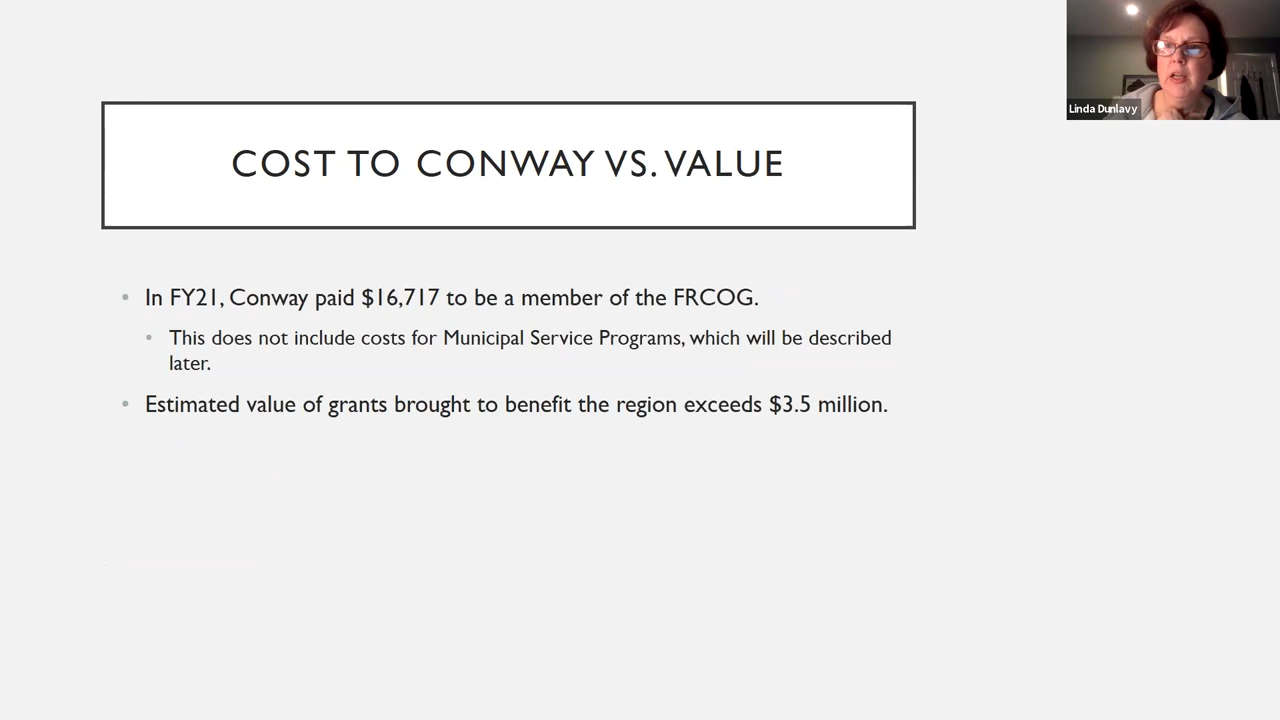 Linda Dunlavy
COST TO CONWAY VS. VALUE
• In FY21, Conway paid $16,717 to be a member of the FRCOG.
• This does not include costs for Municipal Service Programs, which will be described
later.
• Estimated value of grants brought to benefit the region exceeds $3.5 million.